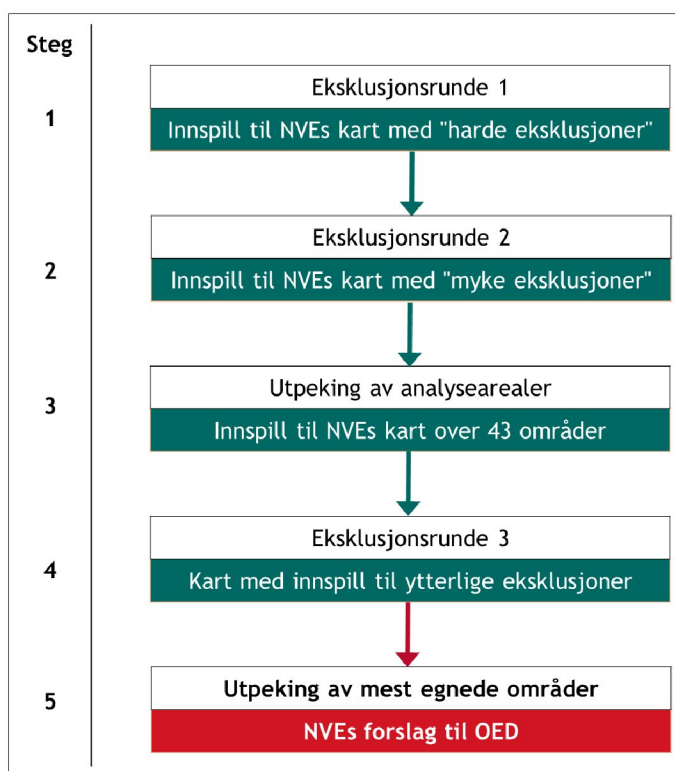 Steg
1
Eksklusjonsrunde 1
Innspill til NVEs kart med "harde eksklusjoner"
2
Eksklusjonsrunde 2
Innspill til NVEs kart med "myke eksklusjoner"
3
Utpeking av analysearealer
Innspill til NVEs kart over 43 områder
4
Eksklusjonsrunde 3
Kart med innspill til ytterlige eksklusjoner
5
Utpeking av mest egnede områder
NVEs forslag til OED